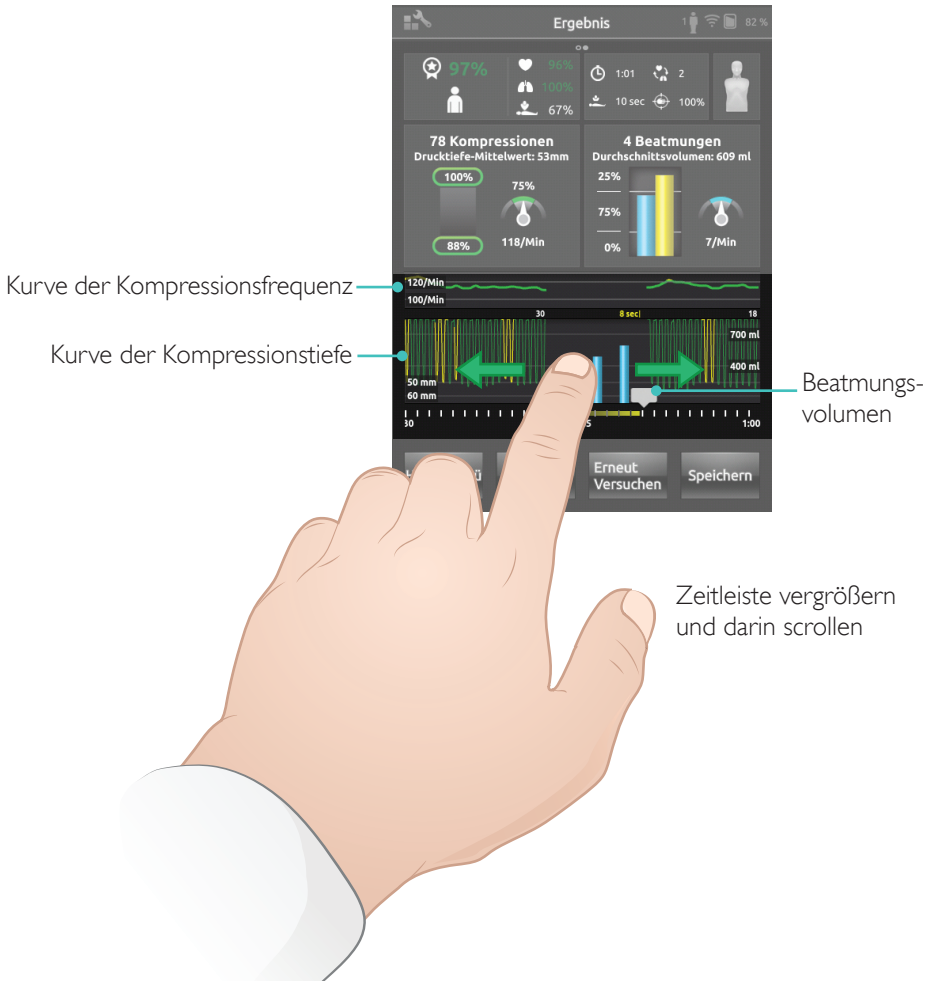 Ergebnis
1
82 %
97%
96%
100%
67%
1:01
2
10 sec
100%
78 Kompressionen
Drucktiefe-Mittelwert: 53mm
100%
75%
88%
118/Min
4 Beatmungen
Durchschnittsvolumen: 609 ml
25%
75%
0%
7/Min
Kurve der Kompressionsfrequenz
120/Min
100/Min
30
8 sec
18
Kurve der Kompressionstiefe
700 ml
400 ml
50 mm
60 mm
Beatmungs-
volumen
1:00
Erneut
Versuchen
Speichern
Zeitleiste vergrößern
und darin scrollen